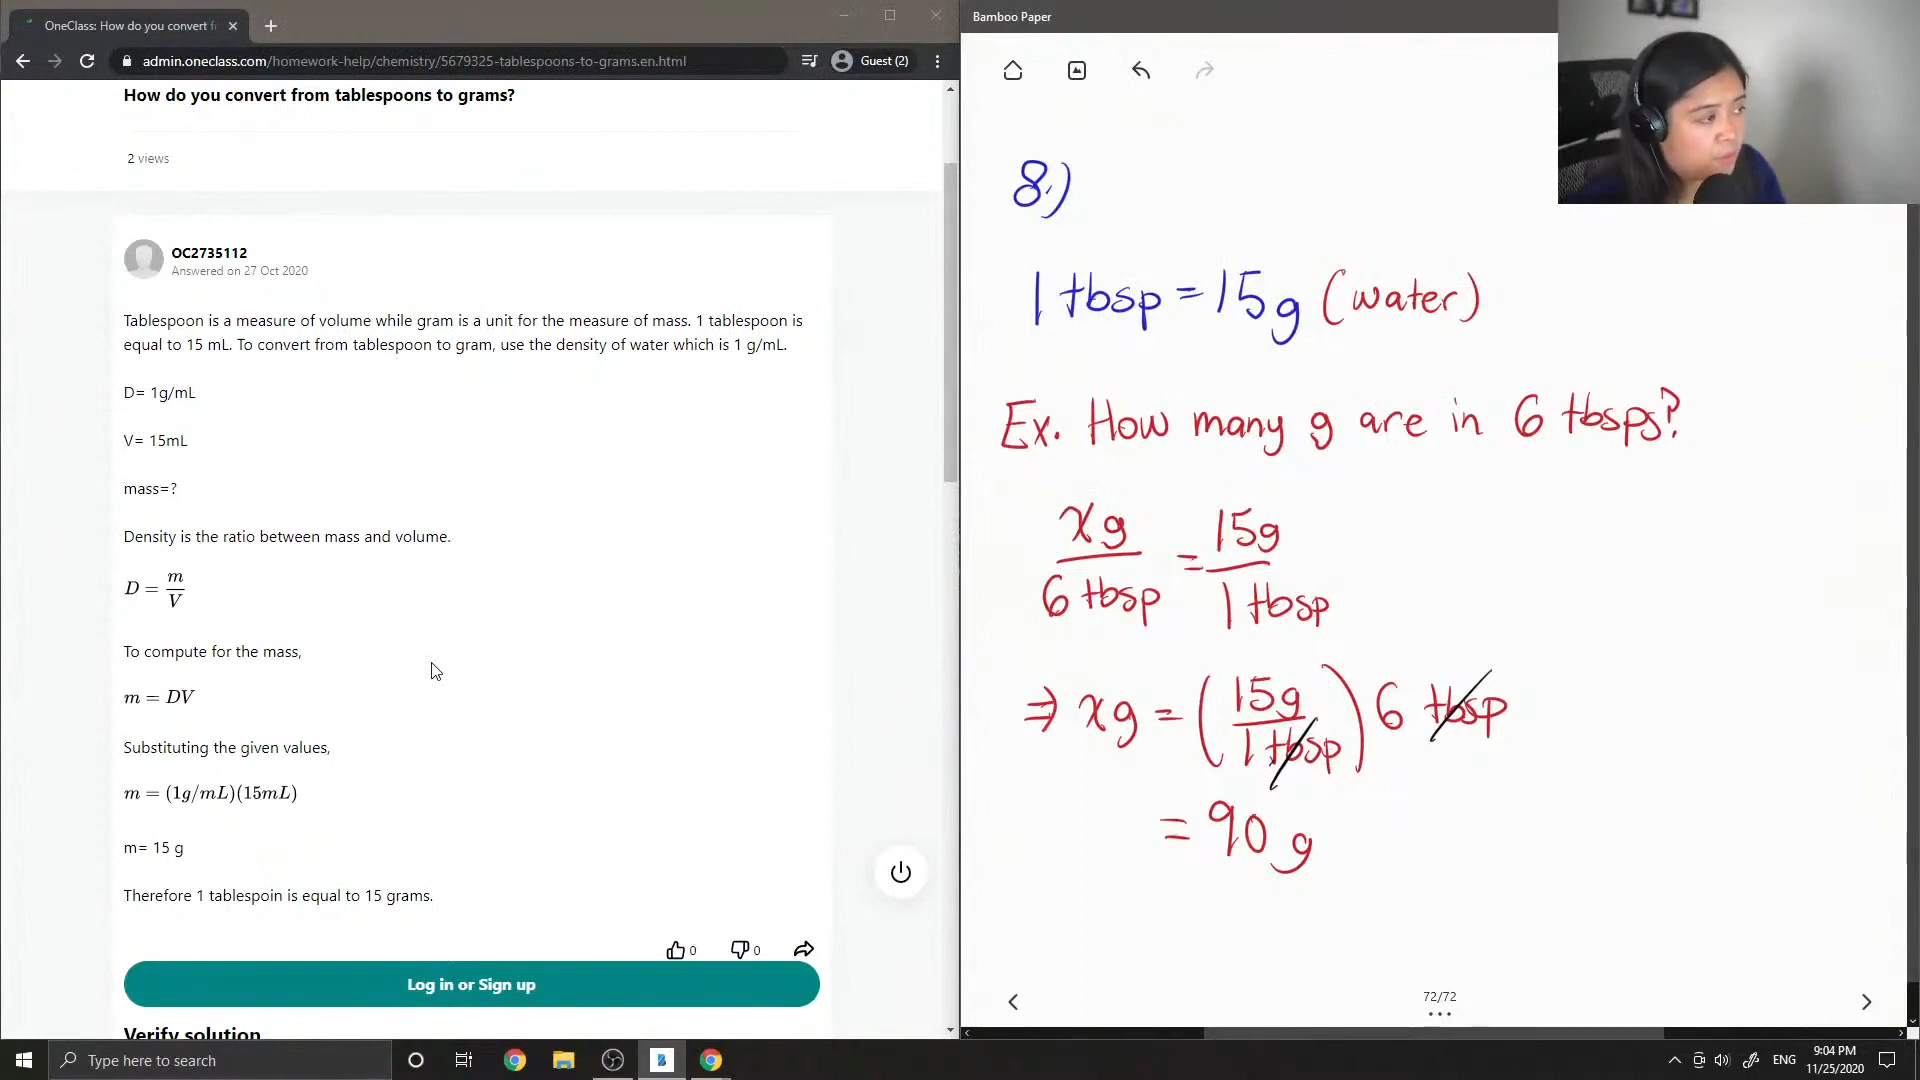 OneClass: How do you convert f
admin.oneclass.com/homework-help/chemistry/5679325-tablespoons-to-grams.en.html
Guest (2)
How do you convert from tablespoons to grams?
2 views
OC2735112
Answered on 27 Oct 2020
Tablespoon is a measure of volume while gram is a unit for the measure of mass. 1 tablespoon is
equal to 15 mL. To convert from tablespoon to gram, use the density of water which is 1 g/mL.
D= 1g/mL
V= 15mL
mass=?
Density is the ratio between mass and volume.
D = m/V
To compute for the mass,
m = DV
Substituting the given values,
m = (1g/mL)(15mL)
m= 15 g
Therefore 1 tablespoin is equal to 15 grams.
0
0
Log in or Sign up
Verify solution
Bamboo Paper
8.)
1 tbsp = 15g (water)
Ex. How many g are in 6 tbsps?
xg/6 tbsp = 15g/1 tbsp
⇒ xg = (15g/1 tbsp) 6 tbsp
= 90 g
72/72
Type here to search
ENG
9:04 PM
11/25/2020